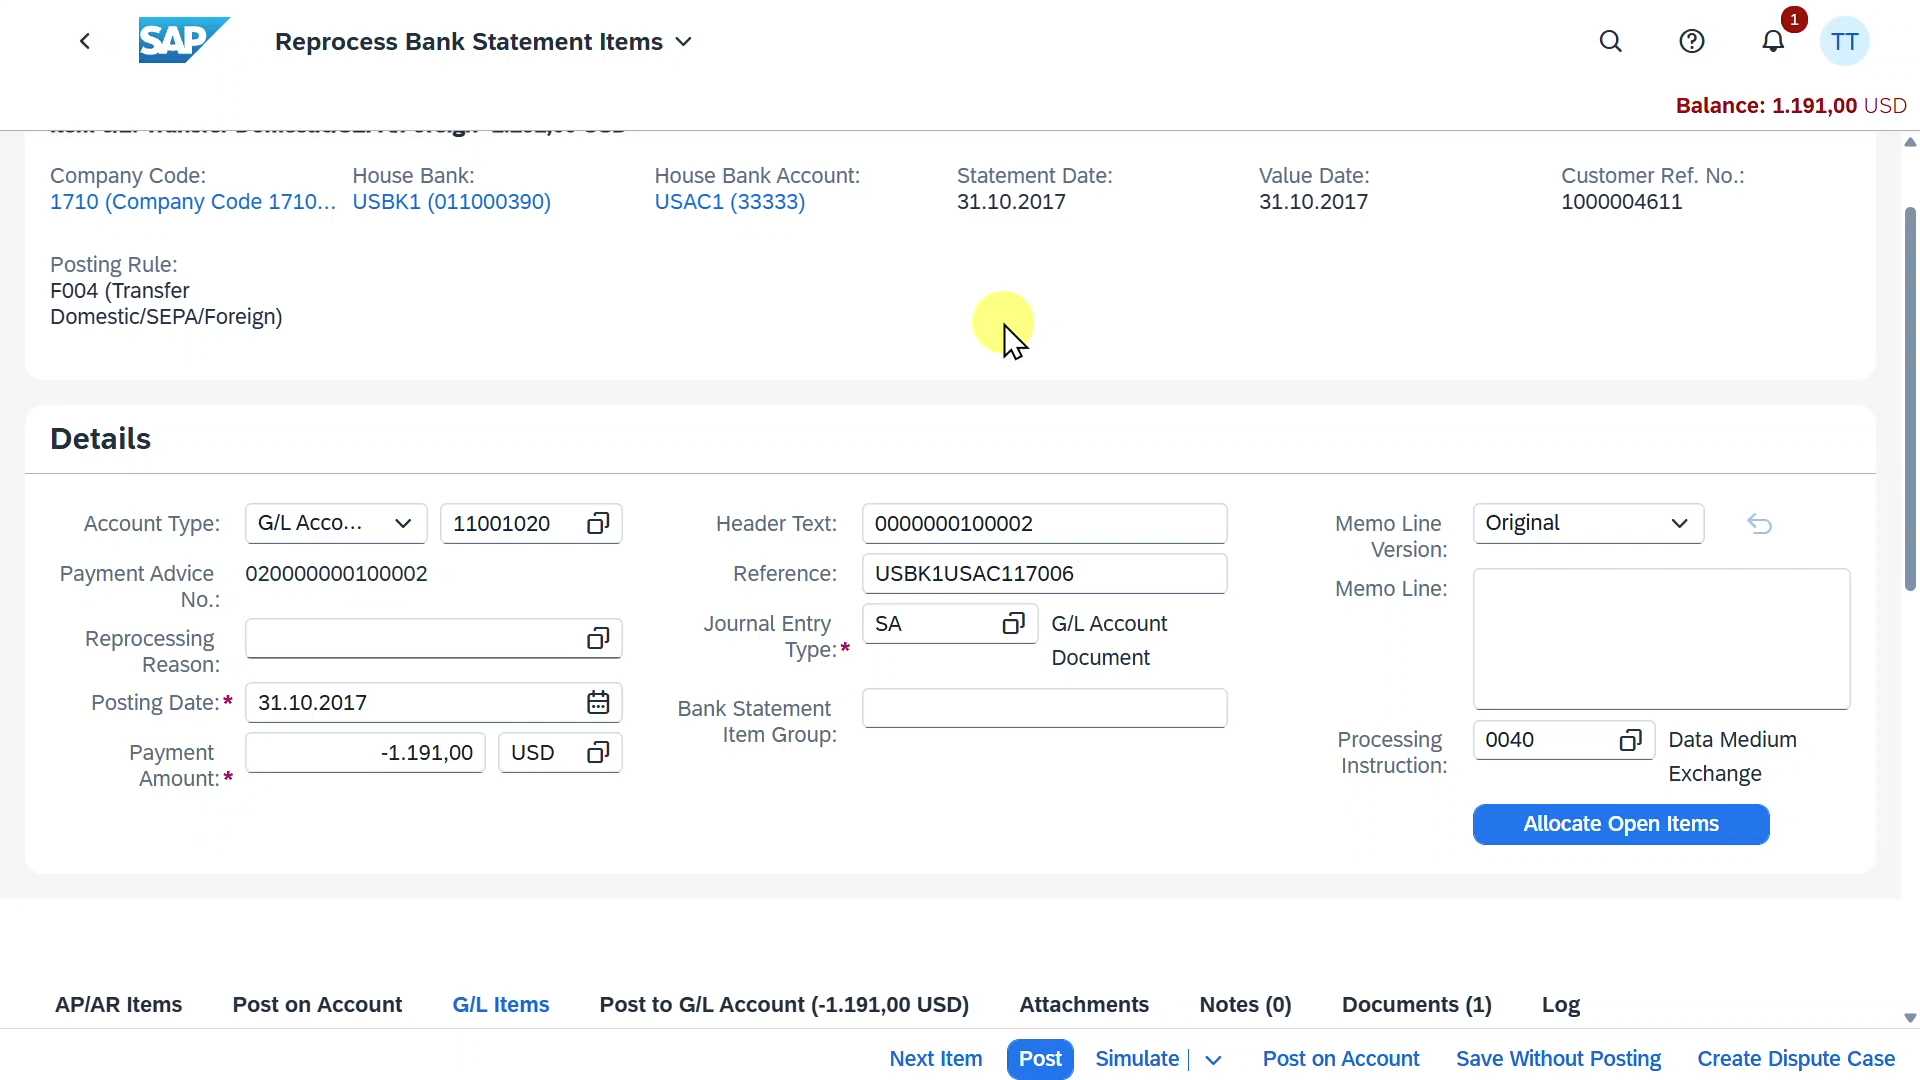 SAP Reprocess Bank Statement Items
1
TT
Balance: 1.191,00 USD
Company Code: House Bank: House Bank Account: Statement Date: Value Date: Customer Ref. No.:
1710 (Company Code 1710... USBK1 (011000390) USAC1 (33333) 31.10.2017 31.10.2017 1000004611
Posting Rule:
F004 (Transfer
Domestic/SEPA/Foreign)
Details
Account Type: G/L Acco... 11001020
Payment Advice No.: 020000000100002
Reprocessing Reason:
Posting Date:* 31.10.2017
Payment Amount:* -1.191,00 USD
Header Text: 0000000100002
Reference: USBK1USAC117006
Journal Entry Type:* SA G/L Account Document
Bank Statement Item Group:
Memo Line Version: Original
Memo Line:
Processing Instruction: 0040 Data Medium Exchange
Allocate Open Items
AP/AR Items Post on Account G/L Items Post to G/L Account (-1.191,00 USD) Attachments Notes (0) Documents (1) Log
Next Item Post Simulate Post on Account Save Without Posting Create Dispute Case